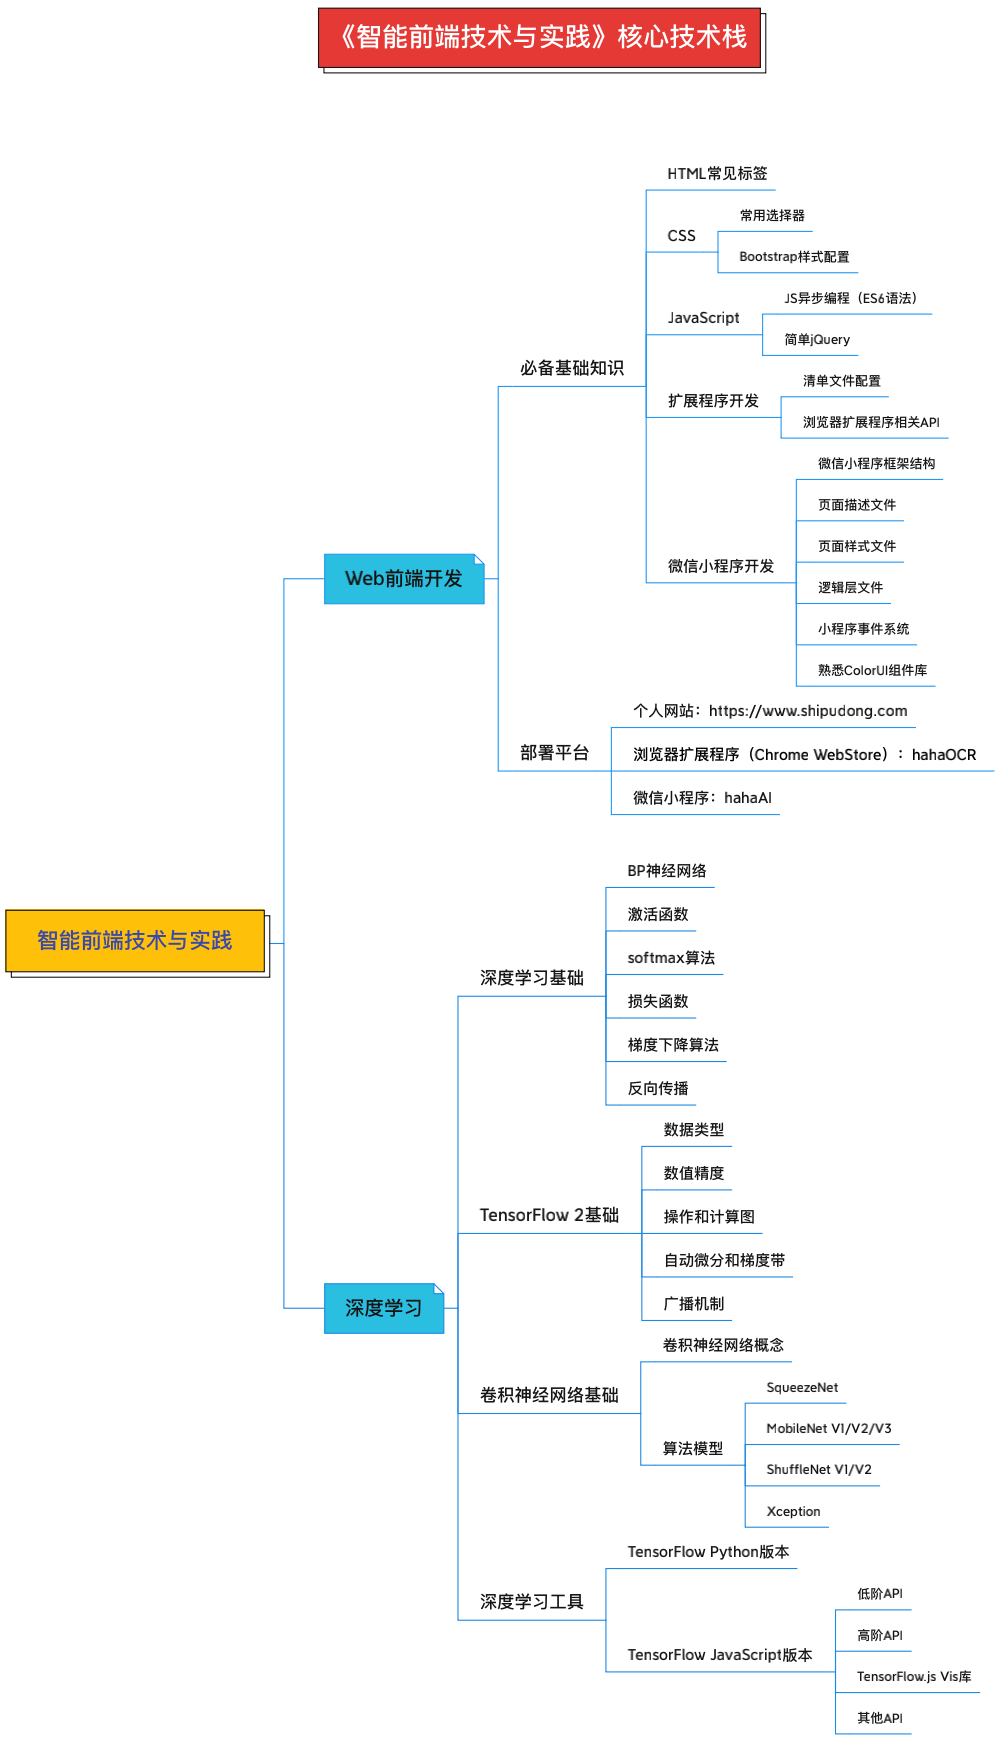 《智能前端技术与实践》核心技术栈
智能前端技术与实践
Web前端开发
必备基础知识
HTML常见标签
CSS
常用选择器
Bootstrap样式配置
JavaScript
JS异步编程（ES6语法）
简单jQuery
扩展程序开发
清单文件配置
浏览器扩展程序相关API
微信小程序开发
微信小程序框架结构
页面描述文件
页面样式文件
逻辑层文件
小程序事件系统
熟悉ColorUI组件库
部署平台
个人网站：https://www.shipudong.com
浏览器扩展程序（Chrome WebStore）：hahaOCR
微信小程序：hahaAI
深度学习
深度学习基础
BP神经网络
激活函数
softmax算法
损失函数
梯度下降算法
反向传播
TensorFlow 2基础
数据类型
数值精度
操作和计算图
自动微分和梯度带
广播机制
卷积神经网络基础
卷积神经网络概念
算法模型
SqueezeNet
MobileNet V1/V2/V3
ShuffleNet V1/V2
Xception
深度学习工具
TensorFlow Python版本
TensorFlow JavaScript版本
低阶API
高阶API
TensorFlow.js Vis库
其他API